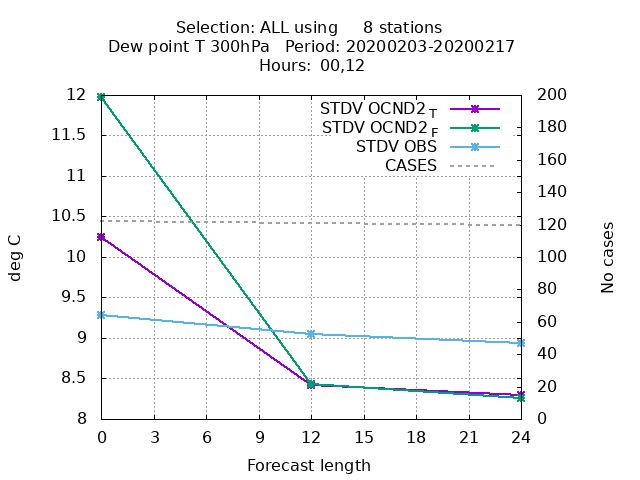 Selection: ALL using     8 stations
Dew point T 300hPa   Period: 20200203-20200217
Hours: 00,12
STDV OCND2 T
STDV OCND2 F
STDV OBS
CASES
12
11.5
11
10.5
10
9.5
9
8.5
8
deg C
200
180
160
140
120
100
80
60
40
20
0
No cases
0 3 6 9 12 15 18 21 24
Forecast length